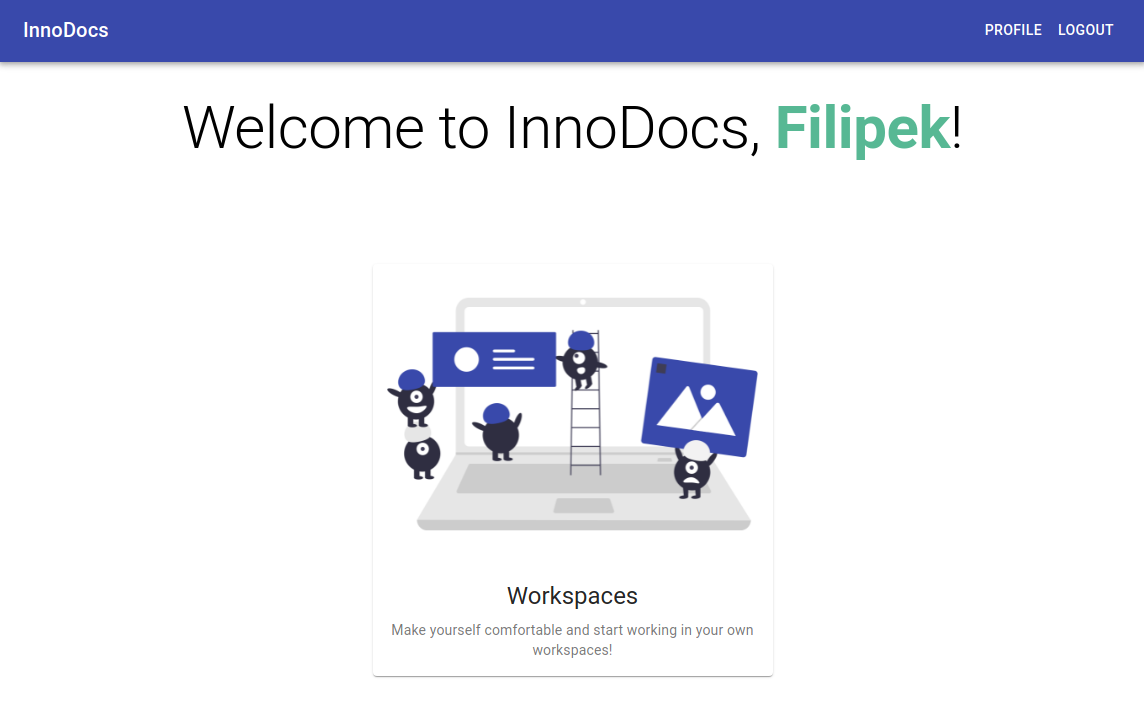 InnoDocs
PROFILE LOGOUT
Welcome to InnoDocs, Filipek!
Workspaces
Make yourself comfortable and start working in your own
workspaces!